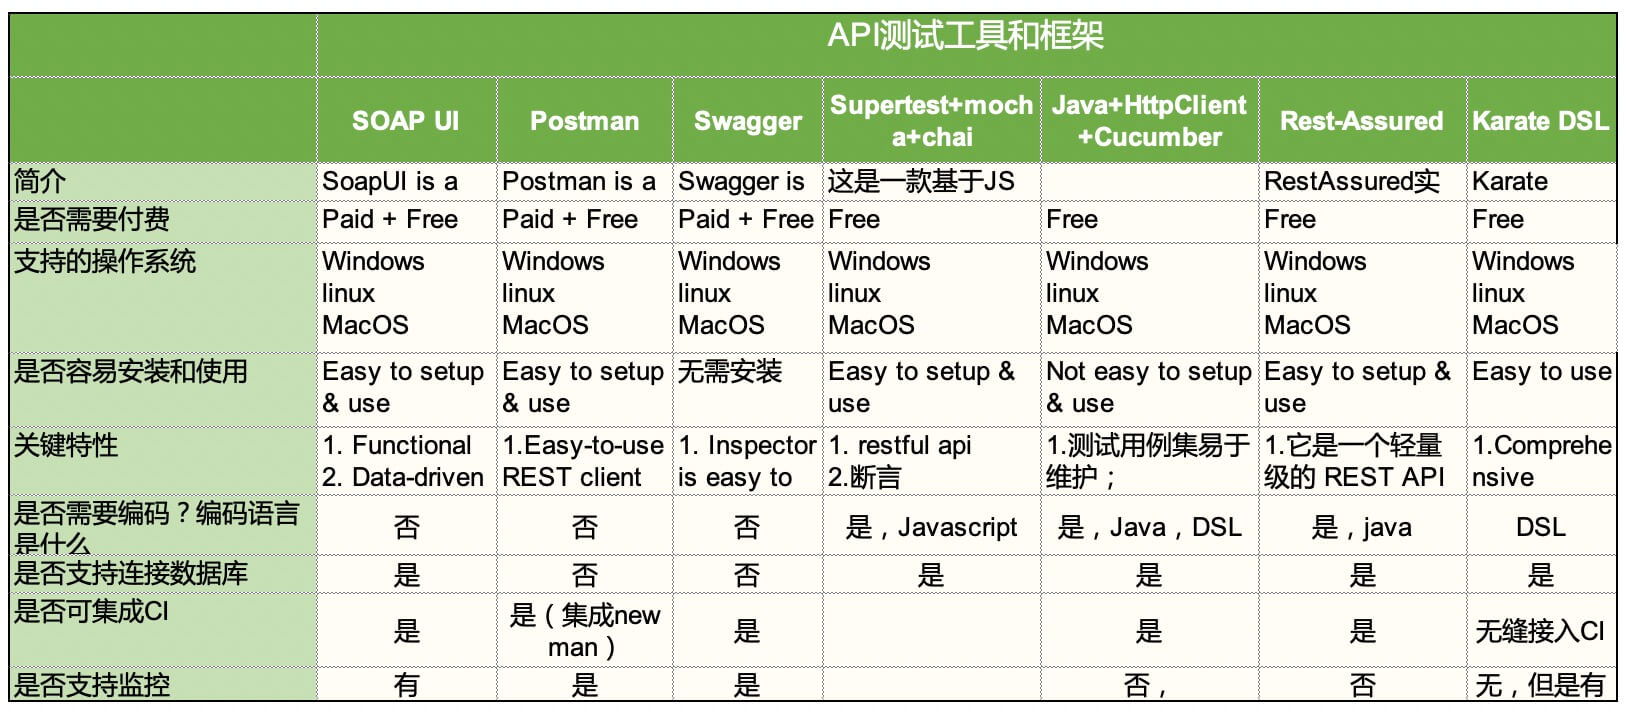 API测试工具和框架
SOAP UI
Postman
Swagger
Supertest+moch
a+chai
Java+HttpClient
+Cucumber
Rest-Assured
Karate DSL
简介
SoapUI is a
Postman is a
Swagger is
这是一款基于JS
RestAssured实
Karate
是否需要付费
Paid + Free
Paid + Free
Paid + Free
Free
Free
Free
Free
支持的操作系统
Windows
linux
MacOS
Windows
linux
MacOS
Windows
linux
MacOS
Windows
linux
MacOS
Windows
linux
MacOS
Windows
linux
MacOS
Windows
linux
MacOS
是否容易安装和使用
Easy to setup
& use
Easy to setup
& use
无需安装
Easy to setup &
use
Not easy to setup
& use
Easy to setup &
use
Easy to use
关键特性
1. Functional
2. Data-driven
1.Easy-to-use
REST client
1. Inspector
is easy to
1. restful api
2.断言
1.测试用例集易于
维护；
1.它是一个轻量
级的 REST API
1.Comprehe
nsive
是否需要编码？编码语言
是什么
否
否
否
是，Javascript
是，Java，DSL
是，java
DSL
是否支持连接数据库
是
否
否
是
是
是
是
是否可集成CI
是
是（集成new
man）
是
是
是
无缝接入CI
是否支持监控
有
是
是
否，
否
无，但是有